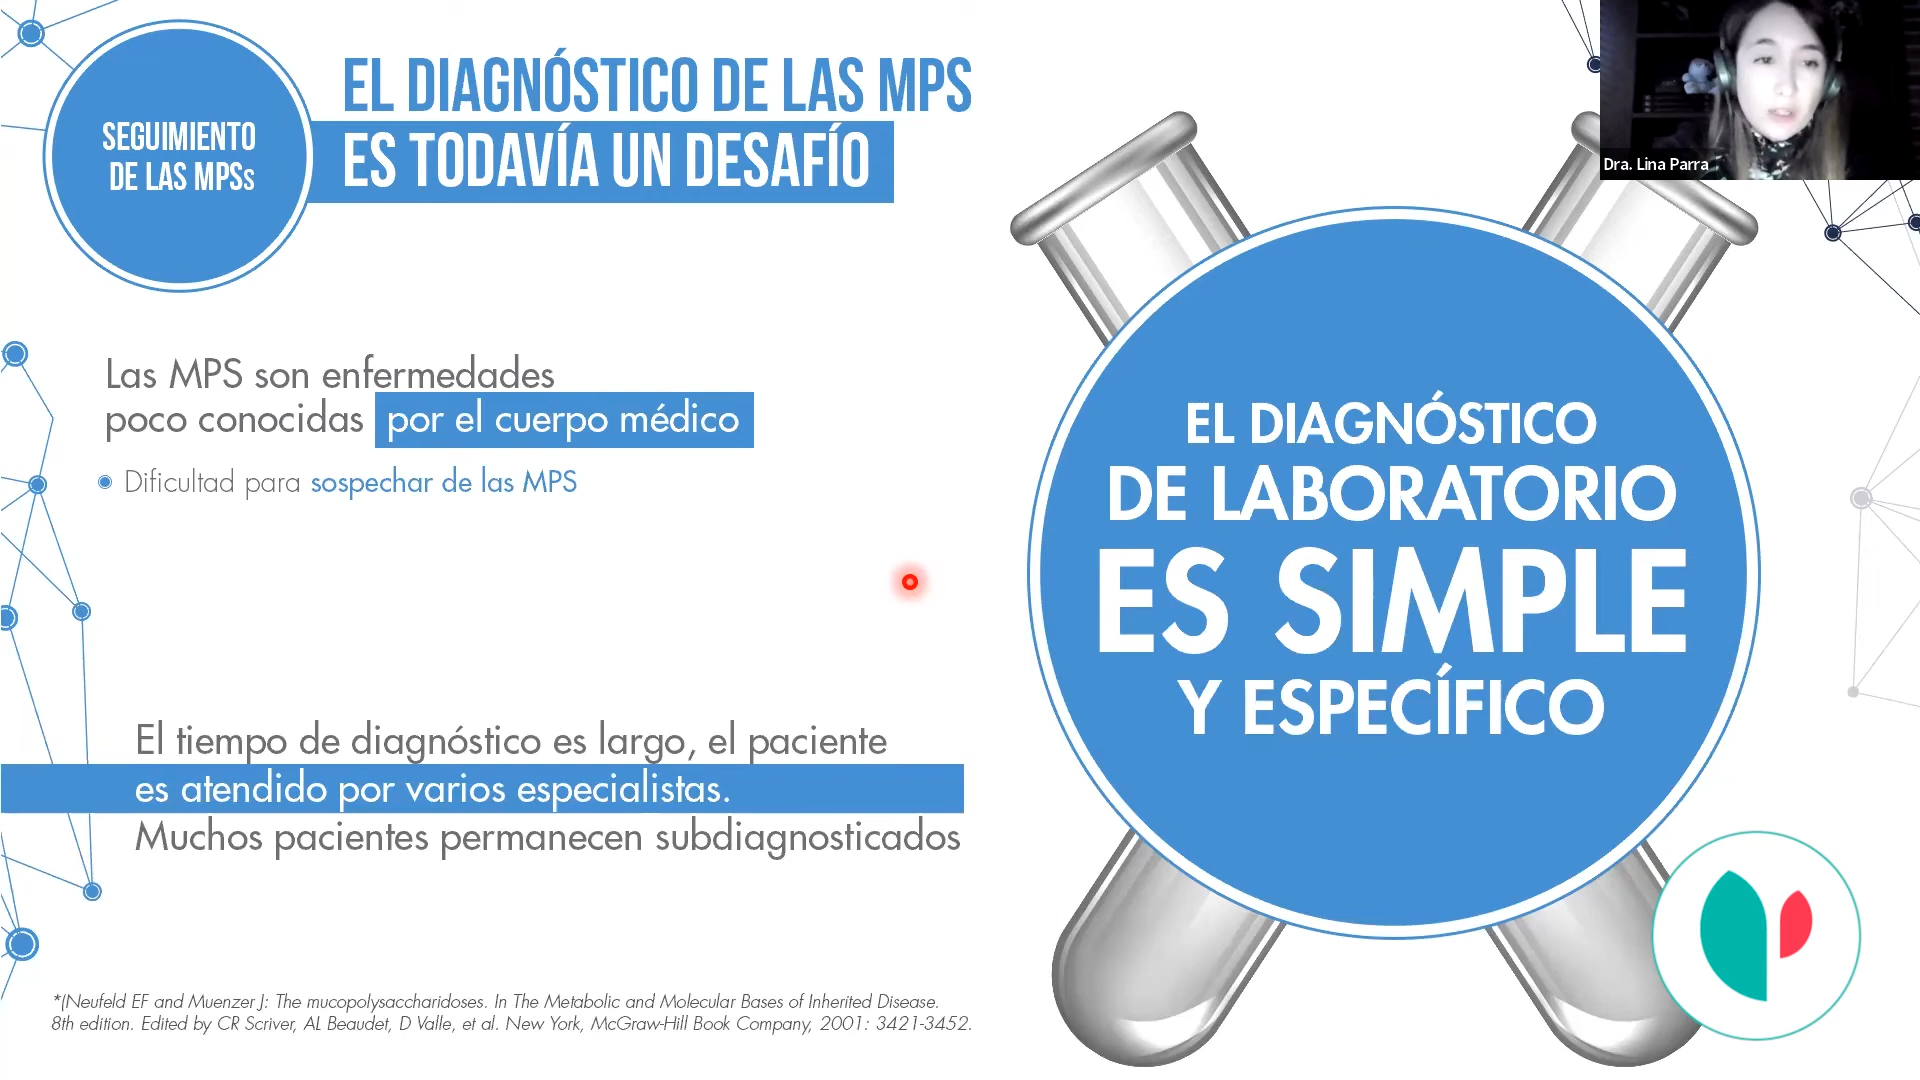 SEGUIMIENTO
DE LAS MPSs
EL DIAGNÓSTICO DE LAS MPS
ES TODAVÍA UN DESAFÍO
Las MPS son enfermedades
poco conocidas por el cuerpo médico
Dificultad para sospechar de las MPS
El tiempo de diagnóstico es largo, el paciente
es atendido por varios especialistas.
Muchos pacientes permanecen subdiagnosticados
*(Neufeld EF and Muenzer J: The mucopolysaccharidoses. In The Metabolic and Molecular Bases of Inherited Disease.
8th edition. Edited by CR Scriver, AL Beaudet, D Valle, et al. New York, McGraw-Hill Book Company, 2001: 3421-3452.
EL DIAGNÓSTICO
DE LABORATORIO
ES SIMPLE
Y ESPECÍFICO
Dra. Lina Parra